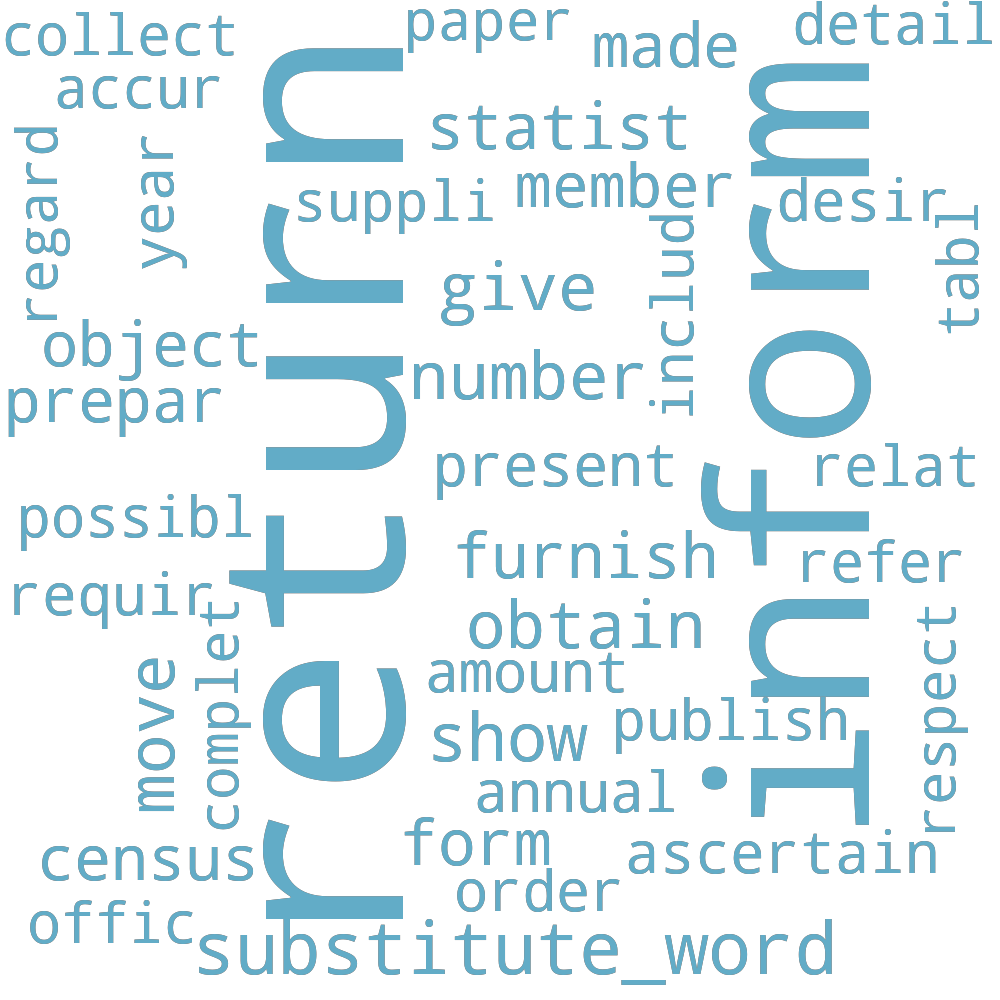 collect
paper
made
detail
accur
return
inform
statist
regard
year
suppli
member
desir
includ
tabl
give
object
number
prepar
present
relat
possibl
furnish
refer
requir
complet
obtain
respect
move
amount
show
publish
annual
census
form
ascertain
order
offic
substitute_word